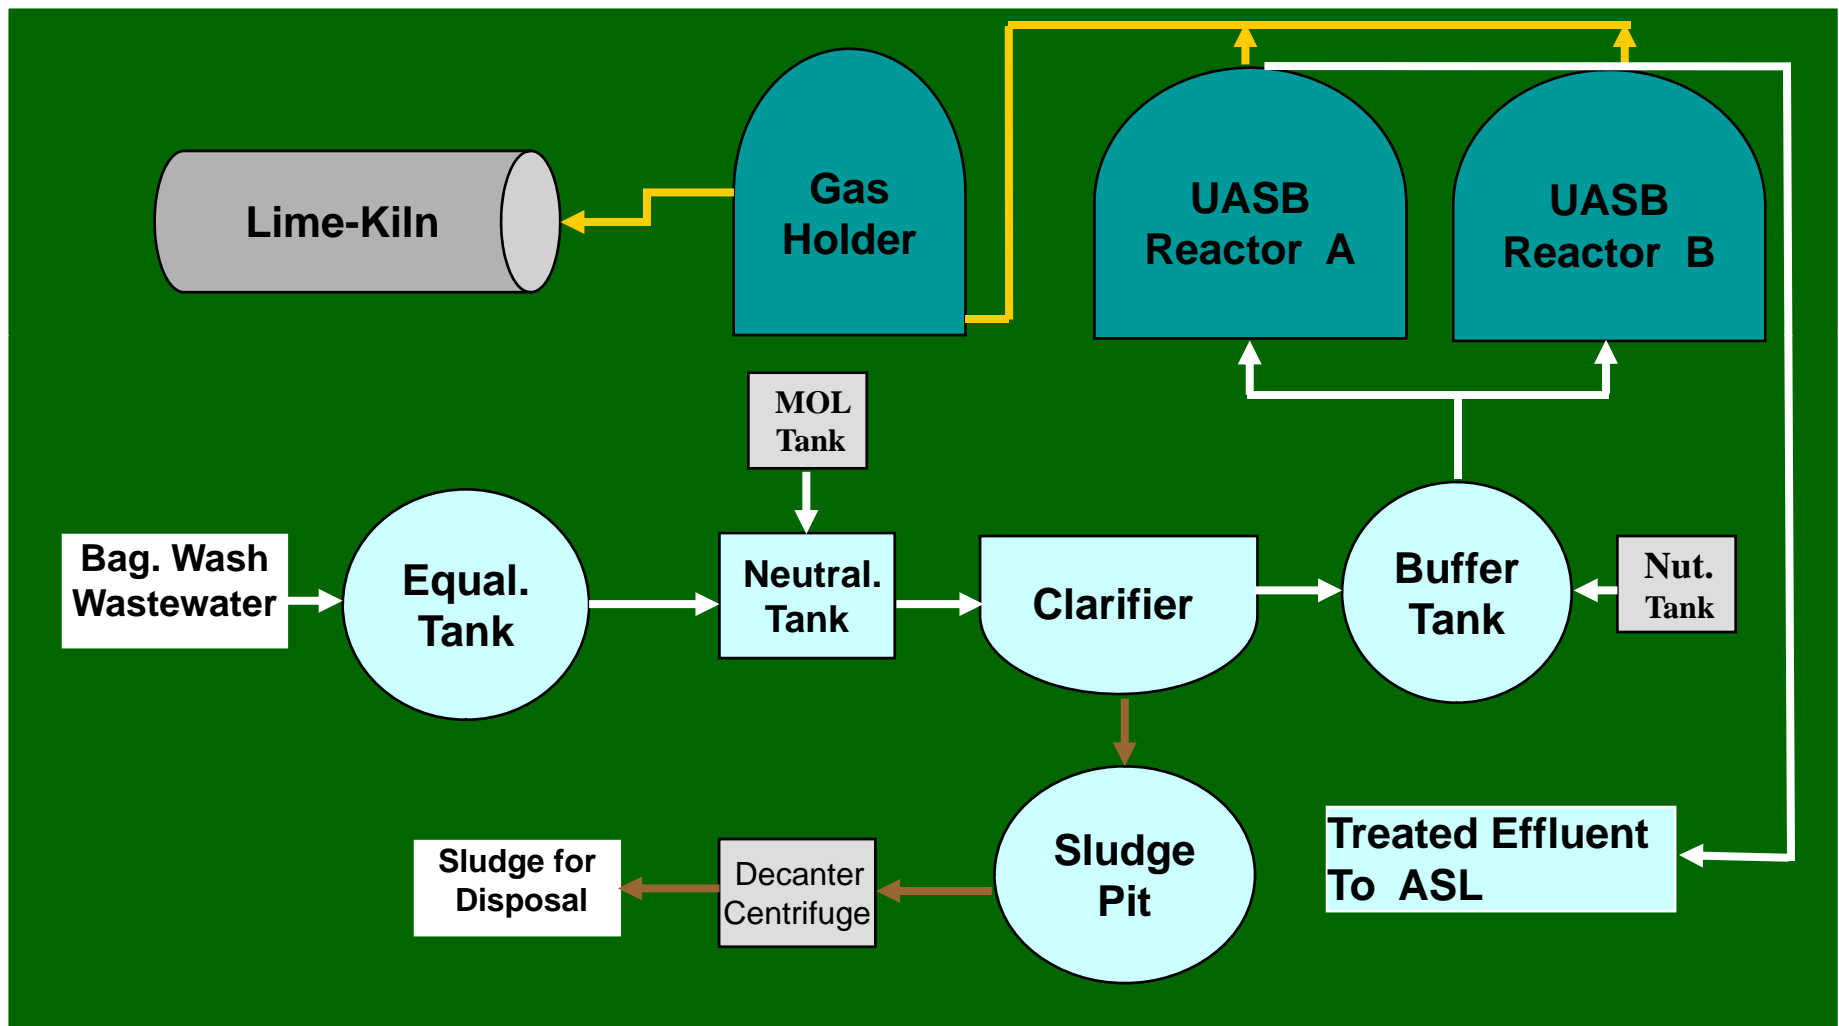 Lime-Kiln
Gas
Holder
UASB
Reactor A
UASB
Reactor B
MOL
Tank
Bag. Wash
Wastewater
Equal.
Tank
Neutral.
Tank
Clarifier
Buffer
Tank
Nut.
Tank
Sludge for
Disposal
Decanter
Centrifuge
Sludge
Pit
Treated Effluent
To ASL